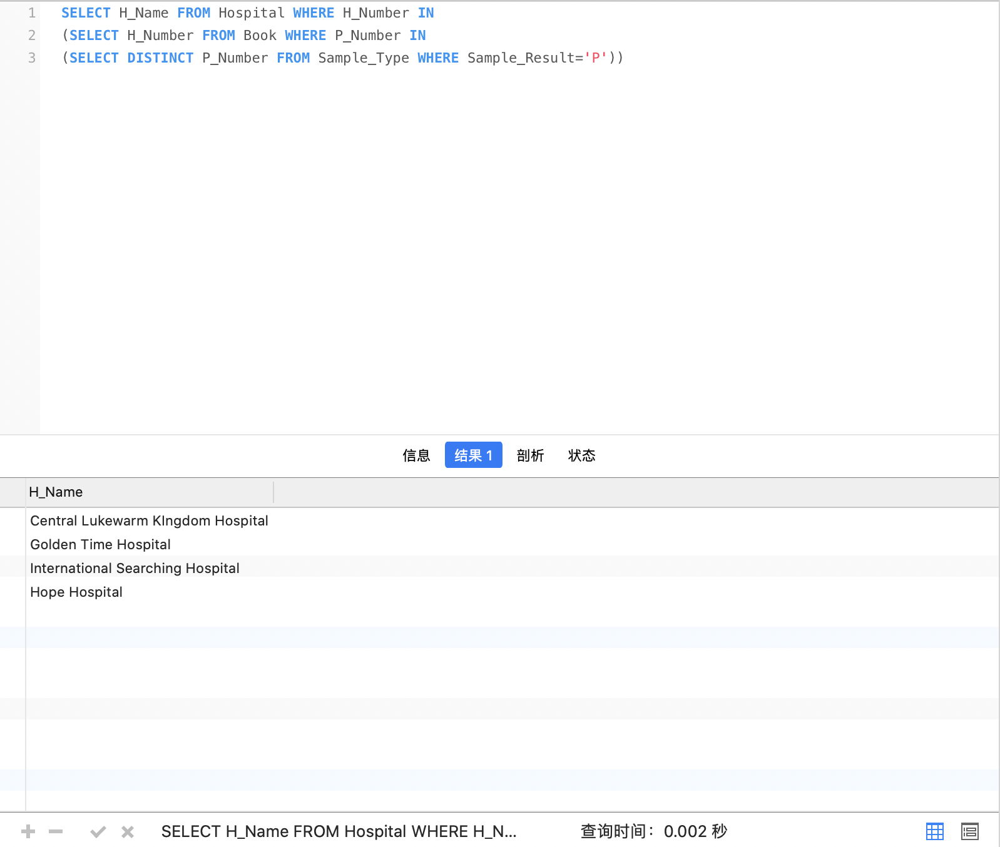 1 SELECT H_Name FROM Hospital WHERE H_Number IN
2 (SELECT H_Number FROM Book WHERE P_Number IN
3 (SELECT DISTINCT P_Number FROM Sample_Type WHERE Sample_Result='P'))
信息 结果 1 剖析 状态
H_Name
Central Lukewarm KIngdom Hospital
Golden Time Hospital
International Searching Hospital
Hope Hospital
SELECT H_Name FROM Hospital WHERE H_N... 查询时间：0.002 秒